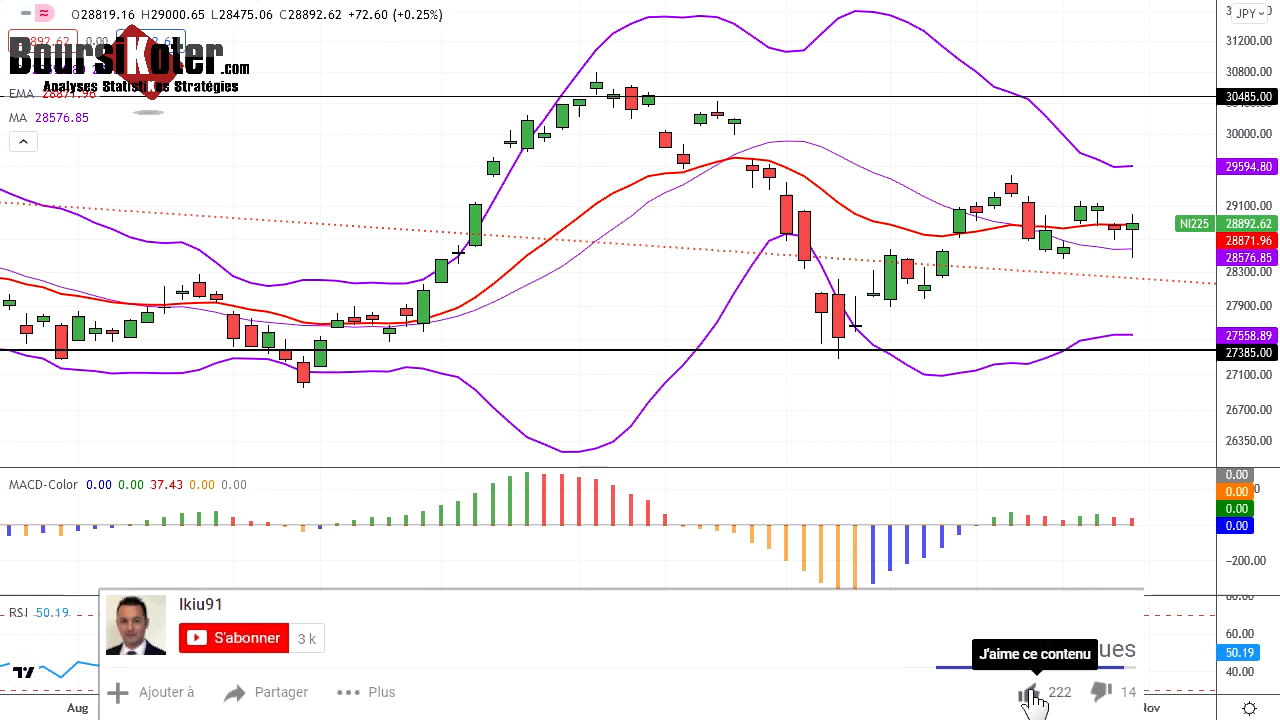 O28819.16 H29000.65 L28475.06 C28892.62 +72.60 (+0.25%)
JPY
BoursiKoter.com
Analyses StatistiKes Stratégies
EMA 28871.96
MA 28576.85
31200.00
30800.00
30485.00
30000.00
29594.80
29100.00
NI225 28892.62
28871.96
28576.85
28300.00
27900.00
27558.89
27385.00
27100.00
26700.00
26350.00
MACD-Color 0.00 0.00 37.43 0.00 0.00
0.00
0.00
0.00
0.00
−200.00
RSI 50.19
60.00
50.19
40.00
Ikiu91
S'abonner 3 k
J'aime ce contenu
ues
Ajouter à Partager Plus 222 14
Aug